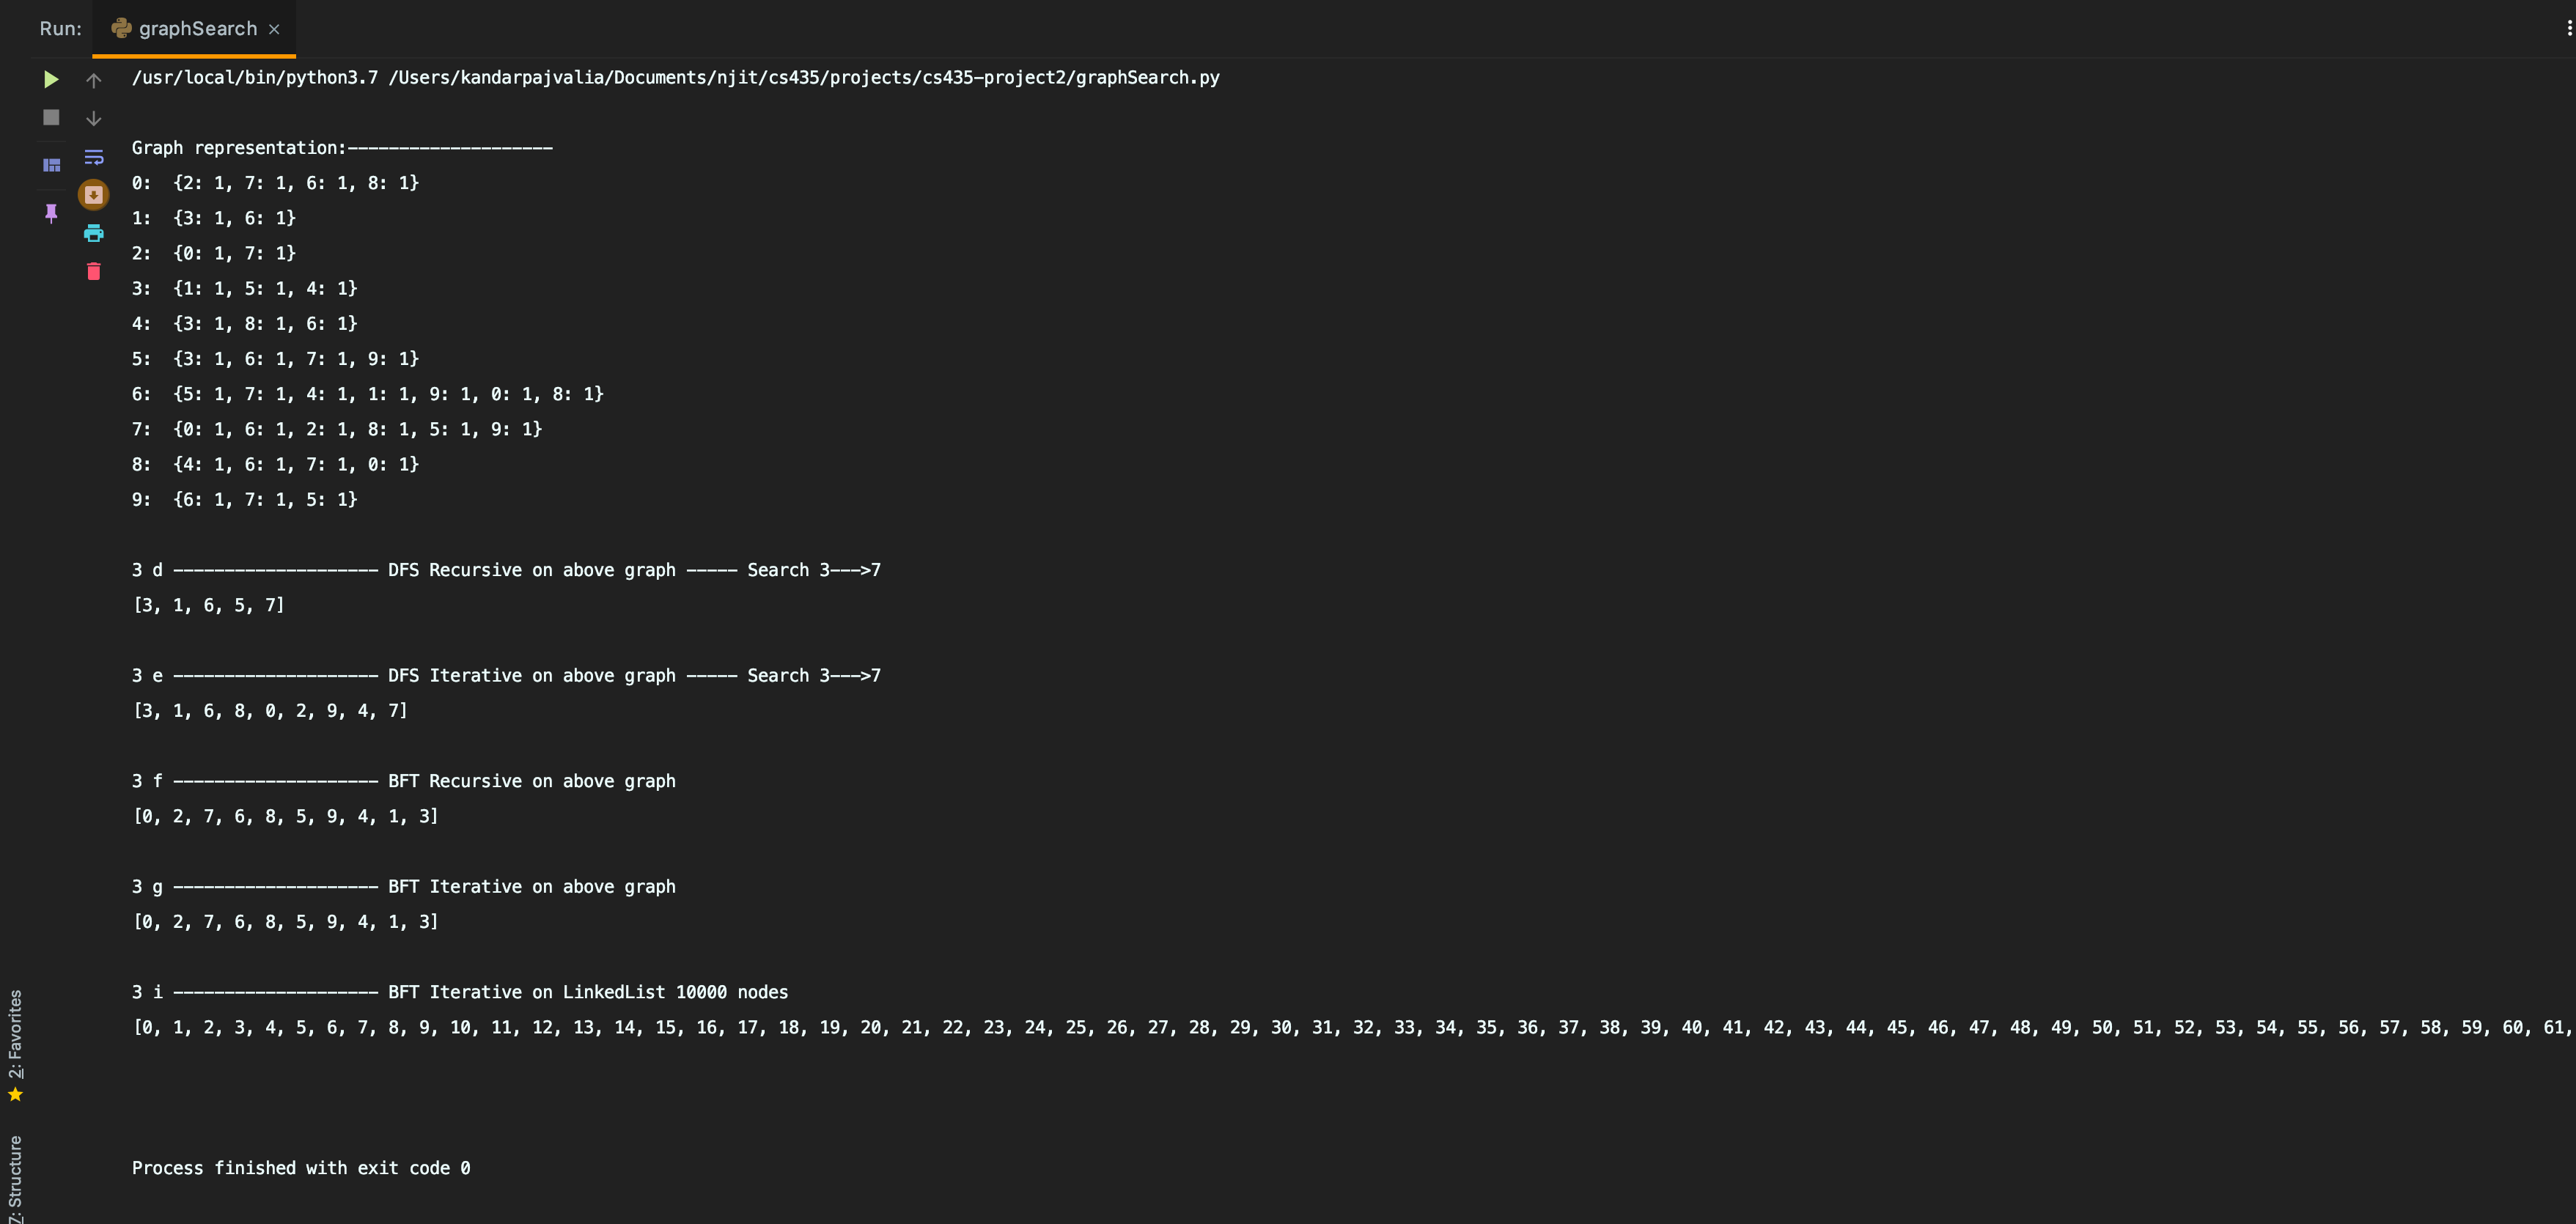 Run: graphSearch ×
/usr/local/bin/python3.7 /Users/kandarpajvalia/Documents/njit/cs435/projects/cs435-project2/graphSearch.py
Graph representation:--------------------
0:  {2: 1, 7: 1, 6: 1, 8: 1}
1:  {3: 1, 6: 1}
2:  {0: 1, 7: 1}
3:  {1: 1, 5: 1, 4: 1}
4:  {3: 1, 8: 1, 6: 1}
5:  {3: 1, 6: 1, 7: 1, 9: 1}
6:  {5: 1, 7: 1, 4: 1, 1: 1, 9: 1, 0: 1, 8: 1}
7:  {0: 1, 6: 1, 2: 1, 8: 1, 5: 1, 9: 1}
8:  {4: 1, 6: 1, 7: 1, 0: 1}
9:  {6: 1, 7: 1, 5: 1}
3 d -------------------- DFS Recursive on above graph ----- Search 3--->7
[3, 1, 6, 5, 7]
3 e -------------------- DFS Iterative on above graph ----- Search 3--->7
[3, 1, 6, 8, 0, 2, 9, 4, 7]
3 f -------------------- BFT Recursive on above graph
[0, 2, 7, 6, 8, 5, 9, 4, 1, 3]
3 g -------------------- BFT Iterative on above graph
[0, 2, 7, 6, 8, 5, 9, 4, 1, 3]
3 i -------------------- BFT Iterative on LinkedList 10000 nodes
[0, 1, 2, 3, 4, 5, 6, 7, 8, 9, 10, 11, 12, 13, 14, 15, 16, 17, 18, 19, 20, 21, 22, 23, 24, 25, 26, 27, 28, 29, 30, 31, 32, 33, 34, 35, 36, 37, 38, 39, 40, 41, 42, 43, 44, 45, 46, 47, 48, 49, 50, 51, 52, 53, 54, 55, 56, 57, 58, 59, 60, 61,
Process finished with exit code 0
2: Favorites
Z: Structure